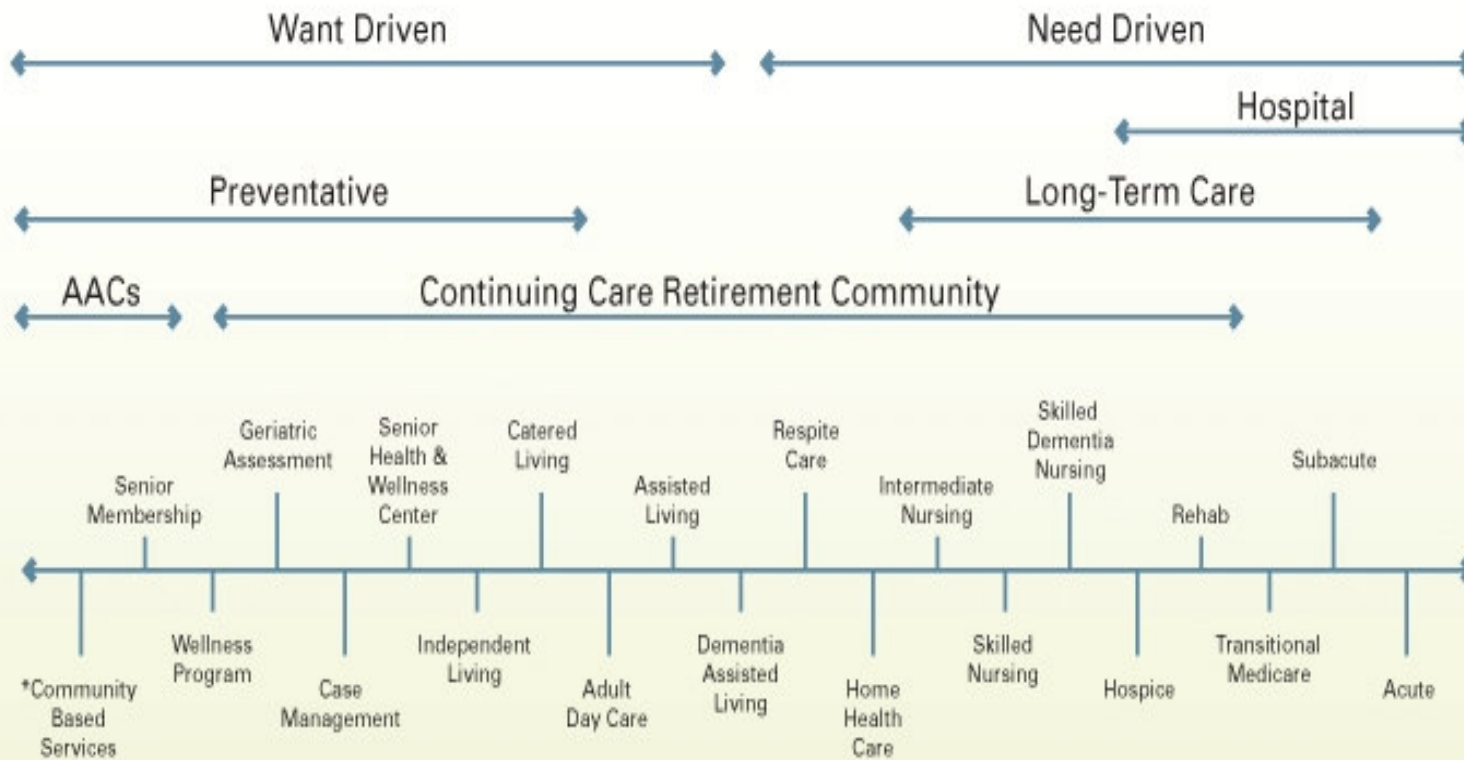 Want Driven
Need Driven
Hospital
Preventative
Long-Term Care
AACs
Continuing Care Retirement Community
Senior
Membership
Geriatric
Assessment
Senior
Health &
Wellness
Center
Catered
Living
Assisted
Living
Respite
Care
Intermediate
Nursing
Skilled
Dementia
Nursing
Rehab
Subacute
*Community
Based
Services
Wellness
Program
Case
Management
Independent
Living
Adult
Day Care
Dementia
Assisted
Living
Home
Health
Care
Skilled
Nursing
Hospice
Transitional
Medicare
Acute